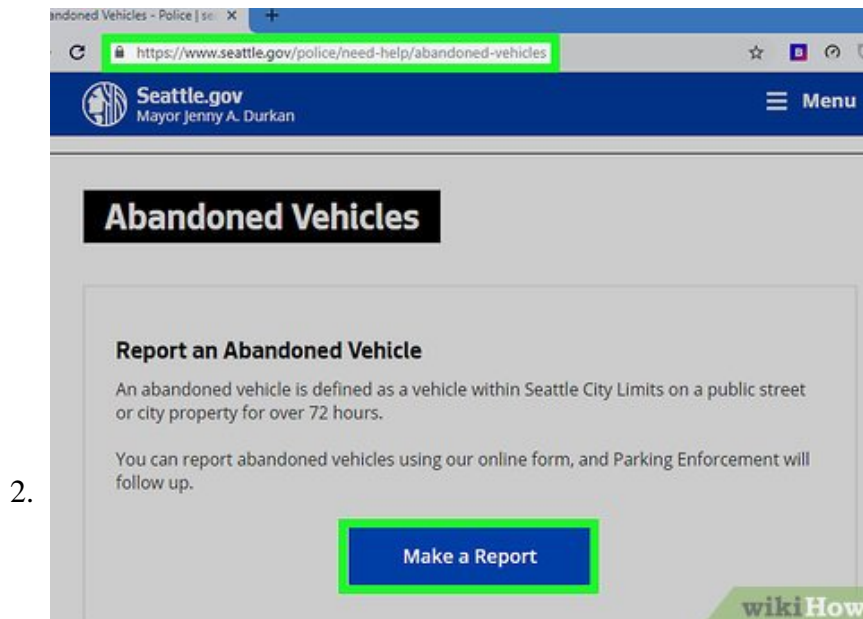 andoned Vehicles - Police | se
https://www.seattle.gov/police/need-help/abandoned-vehicles
Seattle.gov
Menu
Mayor Jenny A. Durkan
Abandoned Vehicles
Report an Abandoned Vehicle
An abandoned vehicle is defined as a vehicle within Seattle City Limits on a public street
or city property for over 72 hours.
You can report abandoned vehicles using our online form, and Parking Enforcement will
follow up.
2.
Make a Report
wikiHow